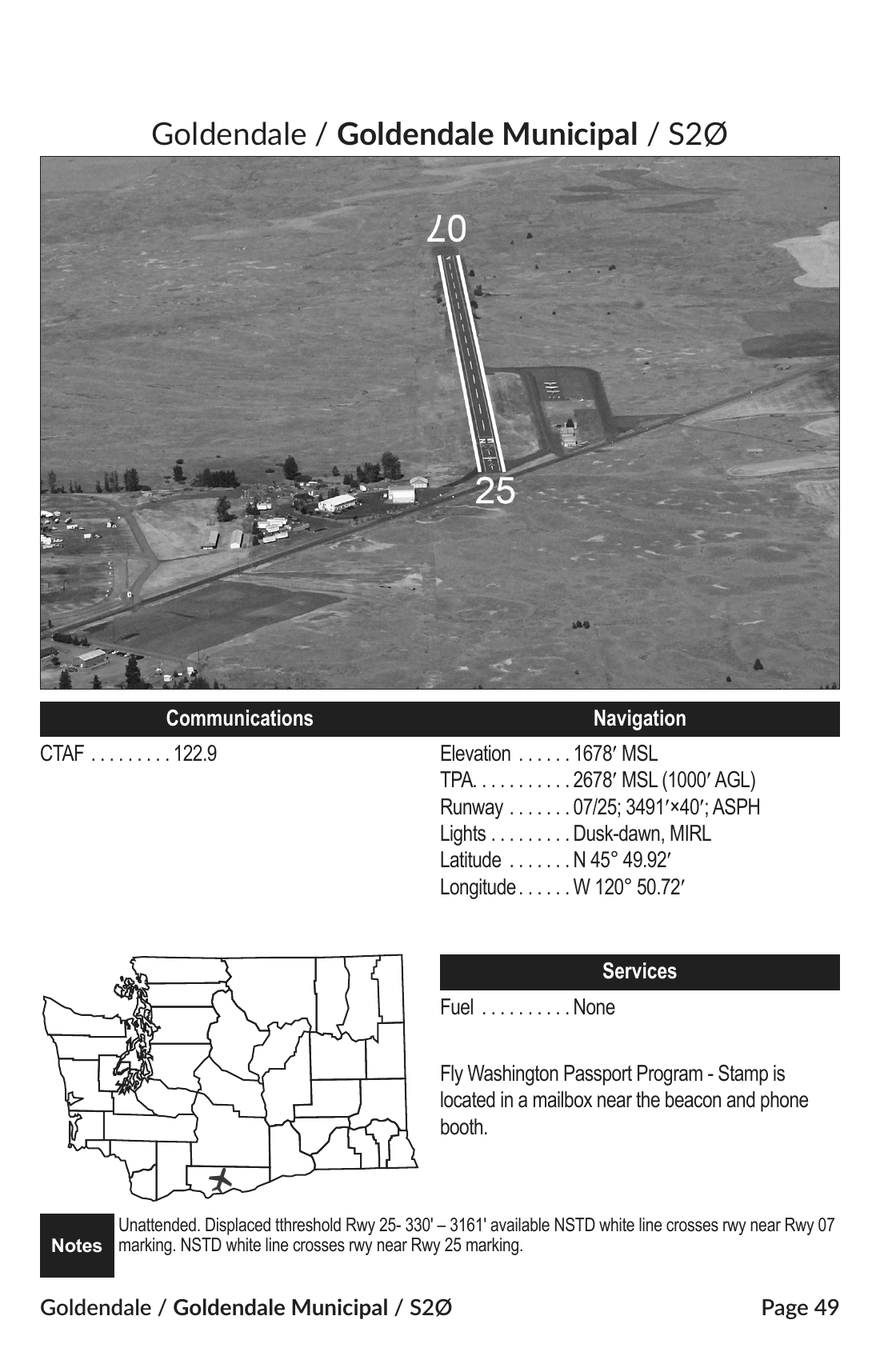 Goldendale / Goldendale Municipal / S2Ø
07
25
Communications
Navigation
CTAF . . . . . . . . . 122.9
Elevation . . . . . . 1678′ MSL
TPA. . . . . . . . . . . 2678′ MSL (1000′ AGL)
Runway . . . . . . . 07/25; 3491′×40′; ASPH
Lights . . . . . . . . . Dusk-dawn, MIRL
Latitude . . . . . . . N 45° 49.92′
Longitude . . . . . . W 120° 50.72′
Services
Fuel . . . . . . . . . . None
Fly Washington Passport Program - Stamp is
located in a mailbox near the beacon and phone
booth.
Notes
Unattended. Displaced tthreshold Rwy 25- 330' – 3161' available NSTD white line crosses rwy near Rwy 07
marking. NSTD white line crosses rwy near Rwy 25 marking.
Goldendale / Goldendale Municipal / S2Ø
Page 49